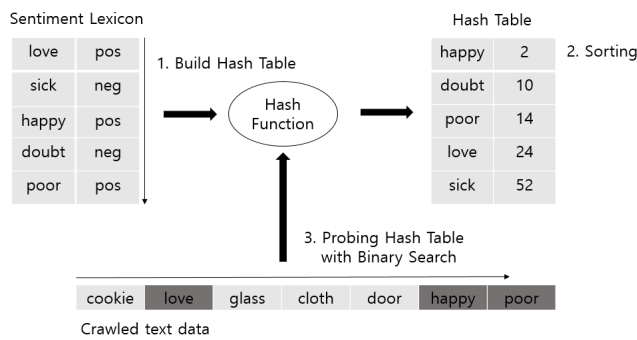 Sentiment Lexicon
love pos
sick neg
happy pos
doubt neg
poor pos
1. Build Hash Table
Hash
Function
Hash Table
happy 2
doubt 10
poor 14
love 24
sick 52
2. Sorting
3. Probing Hash Table
with Binary Search
cookie love glass cloth door happy poor
Crawled text data